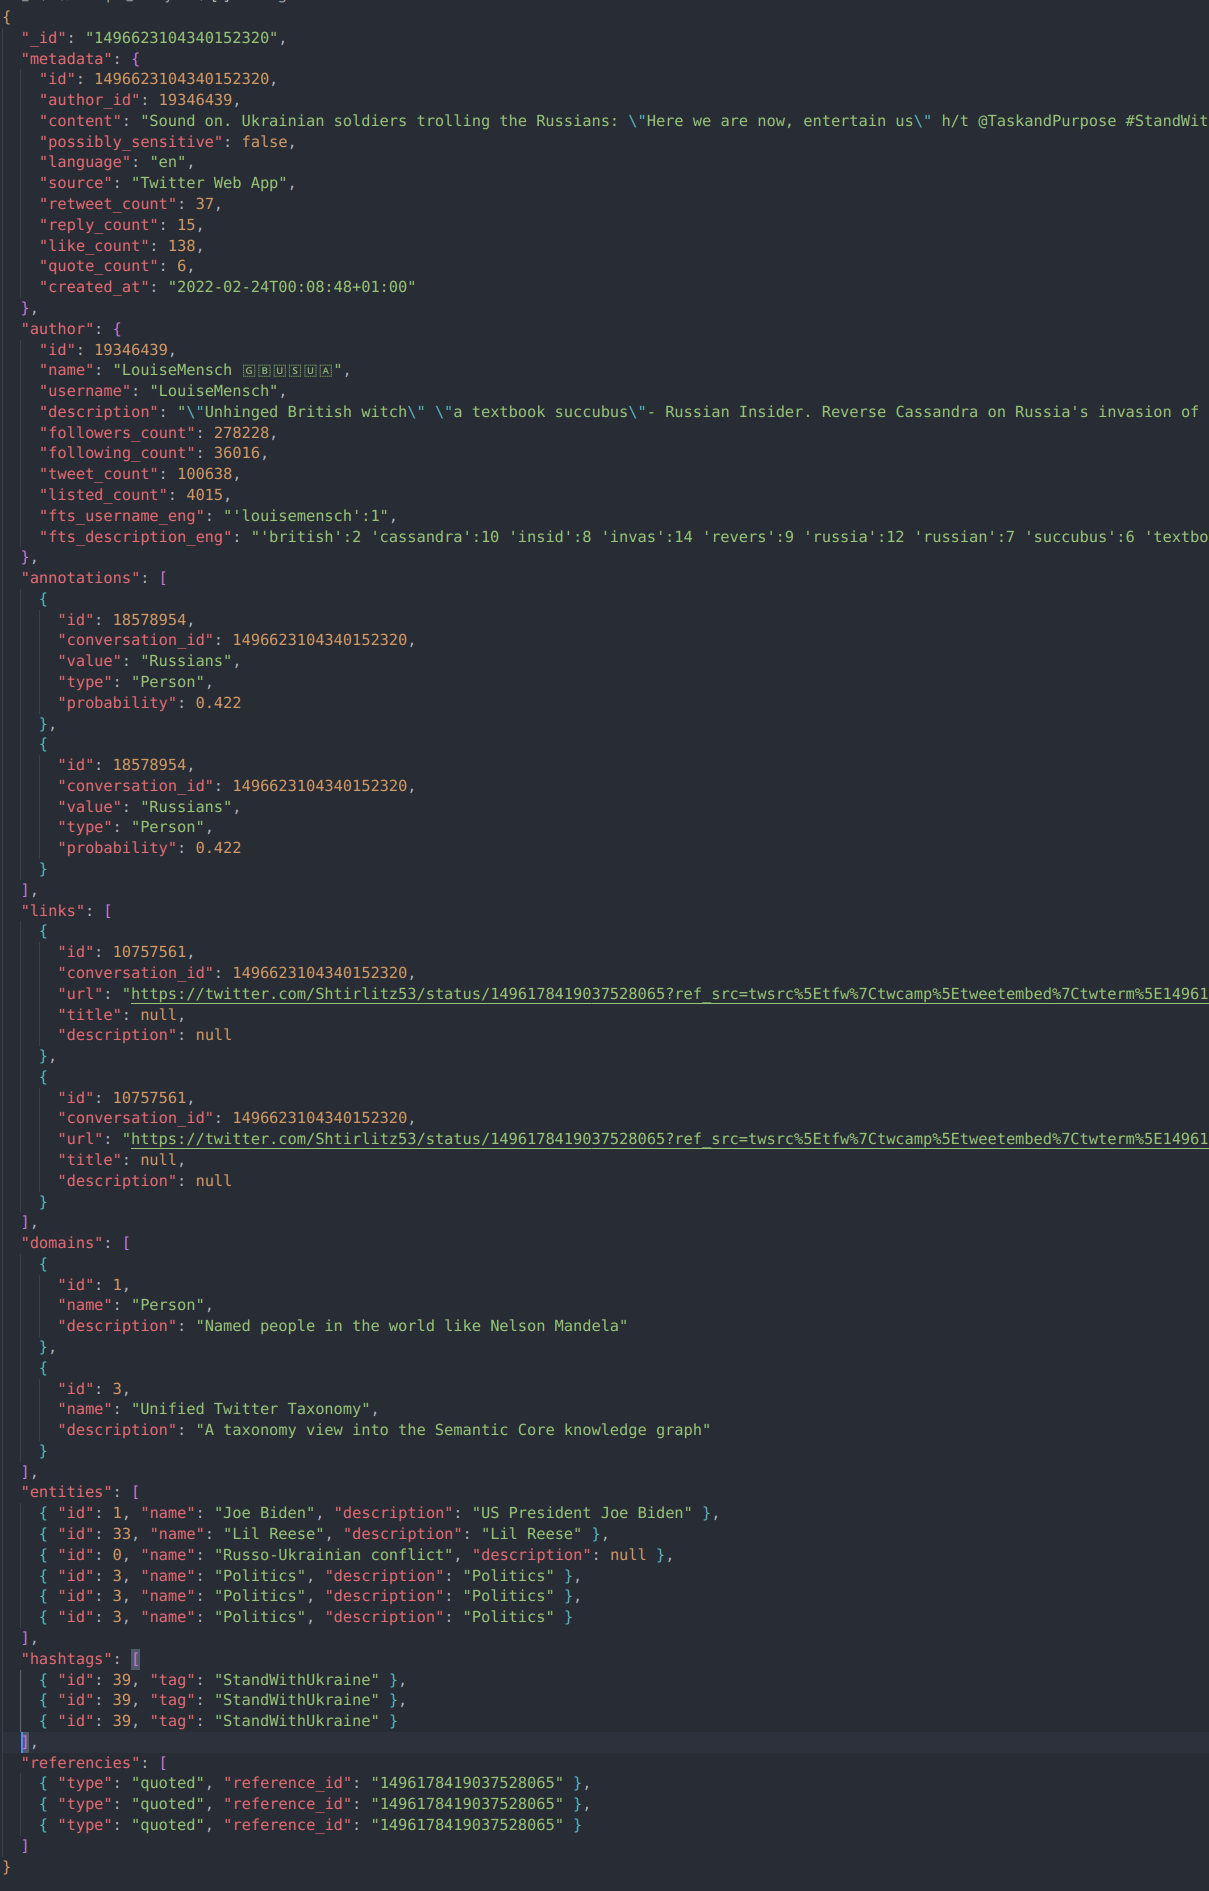 {
"_id": "1496623104340152320",
"metadata": {
"id": 1496623104340152320,
"author_id": 19346439,
"content": "Sound on. Ukrainian soldiers trolling the Russians: \"Here we are now, entertain us\" h/t @TaskandPurpose #StandWit
"possibly_sensitive": false,
"language": "en",
"source": "Twitter Web App",
"retweet_count": 37,
"reply_count": 15,
"like_count": 138,
"quote_count": 6,
"created_at": "2022-02-24T00:08:48+01:00"
},
"author": {
"id": 19346439,
"name": "LouiseMensch 🇬🇧🇺🇸🇺🇦",
"username": "LouiseMensch",
"description": "\"Unhinged British witch\" \"a textbook succubus\"- Russian Insider. Reverse Cassandra on Russia's invasion of
"followers_count": 278228,
"following_count": 36016,
"tweet_count": 100638,
"listed_count": 4015,
"fts_username_eng": "'louisemensch':1",
"fts_description_eng": "'british':2 'cassandra':10 'insid':8 'invas':14 'revers':9 'russia':12 'russian':7 'succubus':6 'textbo
},
"annotations": [
{
"id": 18578954,
"conversation_id": 1496623104340152320,
"value": "Russians",
"type": "Person",
"probability": 0.422
},
{
"id": 18578954,
"conversation_id": 1496623104340152320,
"value": "Russians",
"type": "Person",
"probability": 0.422
}
],
"links": [
{
"id": 10757561,
"conversation_id": 1496623104340152320,
"url": "https://twitter.com/Shtirlitz53/status/1496178419037528065?ref_src=twsrc%5Etfw%7Ctwcamp%5Etweetembed%7Ctwterm%5E14961
"title": null,
"description": null
},
{
"id": 10757561,
"conversation_id": 1496623104340152320,
"url": "https://twitter.com/Shtirlitz53/status/1496178419037528065?ref_src=twsrc%5Etfw%7Ctwcamp%5Etweetembed%7Ctwterm%5E14961
"title": null,
"description": null
}
],
"domains": [
{
"id": 1,
"name": "Person",
"description": "Named people in the world like Nelson Mandela"
},
{
"id": 3,
"name": "Unified Twitter Taxonomy",
"description": "A taxonomy view into the Semantic Core knowledge graph"
}
],
"entities": [
{ "id": 1, "name": "Joe Biden", "description": "US President Joe Biden" },
{ "id": 33, "name": "Lil Reese", "description": "Lil Reese" },
{ "id": 0, "name": "Russo-Ukrainian conflict", "description": null },
{ "id": 3, "name": "Politics", "description": "Politics" },
{ "id": 3, "name": "Politics", "description": "Politics" },
{ "id": 3, "name": "Politics", "description": "Politics" }
],
"hashtags": [
{ "id": 39, "tag": "StandWithUkraine" },
{ "id": 39, "tag": "StandWithUkraine" },
{ "id": 39, "tag": "StandWithUkraine" }
],
"referencies": [
{ "type": "quoted", "reference_id": "1496178419037528065" },
{ "type": "quoted", "reference_id": "1496178419037528065" },
{ "type": "quoted", "reference_id": "1496178419037528065" }
]
}